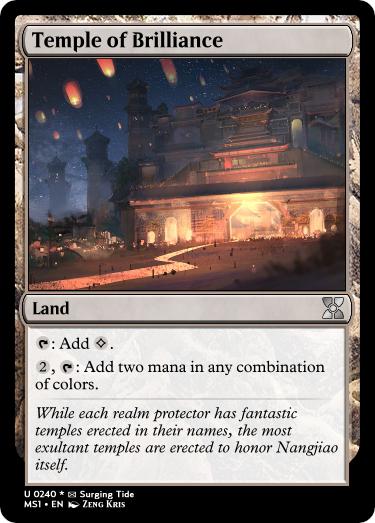 Temple of Brilliance
Land
: Add .
2, : Add two mana in any combination
of colors.
While each realm protector has fantastic
temples erected in their names, the most
exultant temples are erected to honor Nangjiao
itself.
U 0240 * Surging Tide
MS1 • EN Zeng Kris